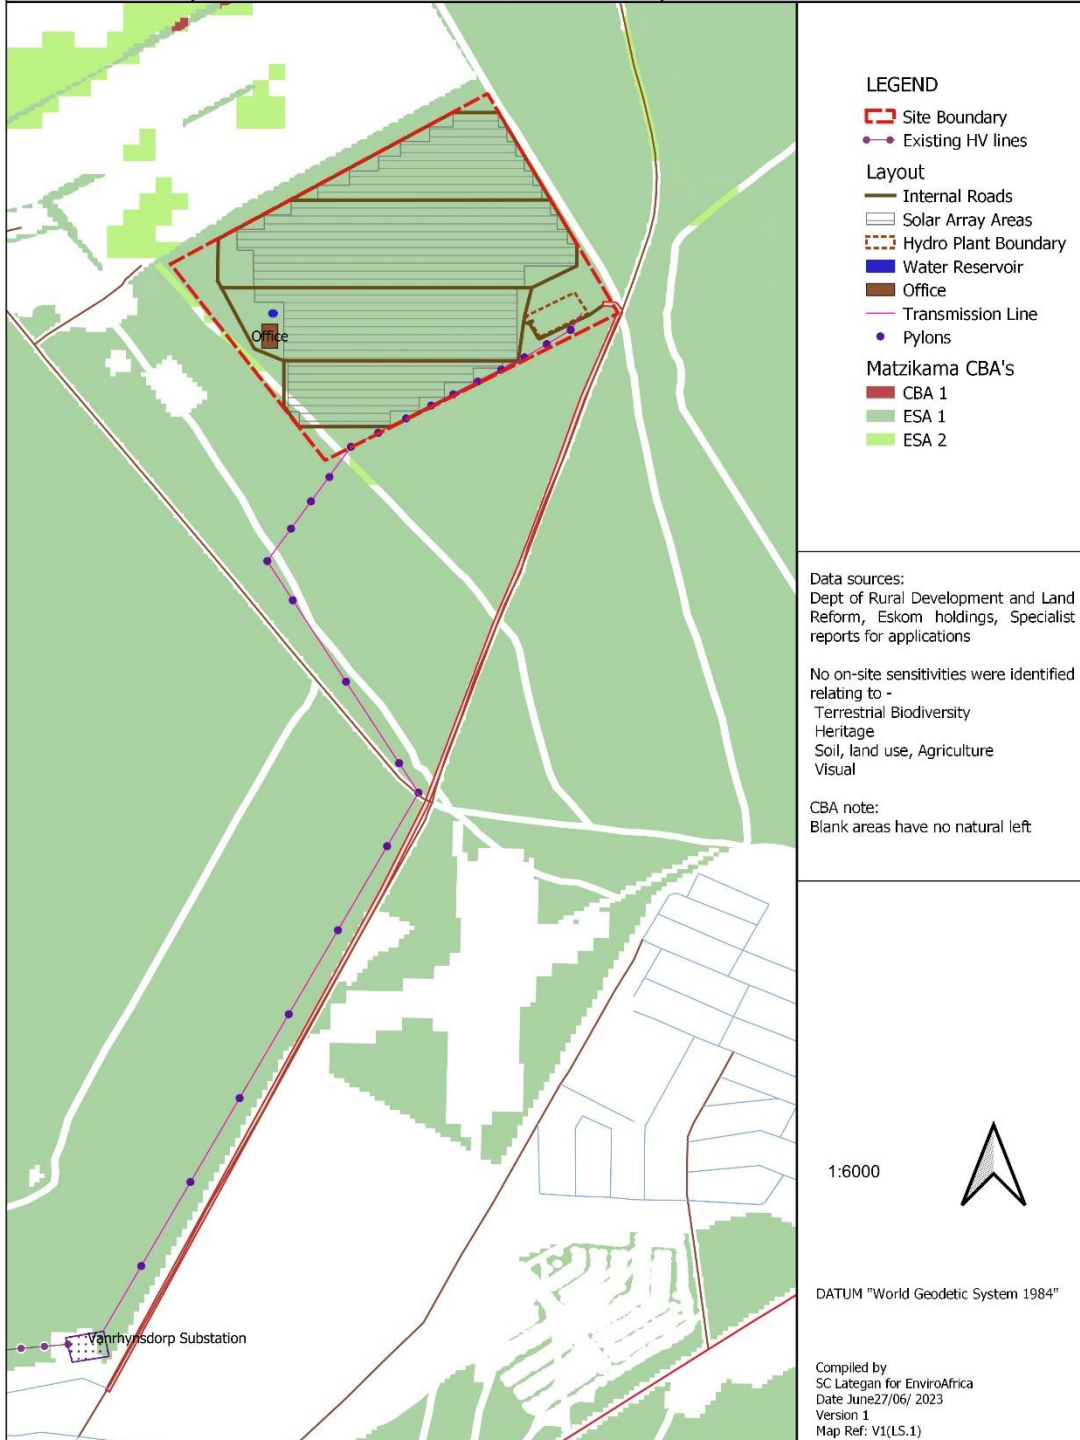 LEGEND
Site Boundary
Existing HV lines
Layout
Internal Roads
Solar Array Areas
Hydro Plant Boundary
Water Reservoir
Office
Transmission Line
Pylons
Matzikama CBA's
CBA 1
ESA 1
ESA 2
Office
Data sources:
Dept of Rural Development and Land
Reform, Eskom holdings, Specialist
reports for applications
No on-site sensitivities were identified
relating to -
Terrestrial Biodiversity
Heritage
Soil, land use, Agriculture
Visual
CBA note:
Blank areas have no natural left
1:6000
DATUM "World Geodetic System 1984"
Vanrhynsdorp Substation
Compiled by
SC Lategan for EnviroAfrica
Date June27/06/ 2023
Version 1
Map Ref: V1(LS.1)